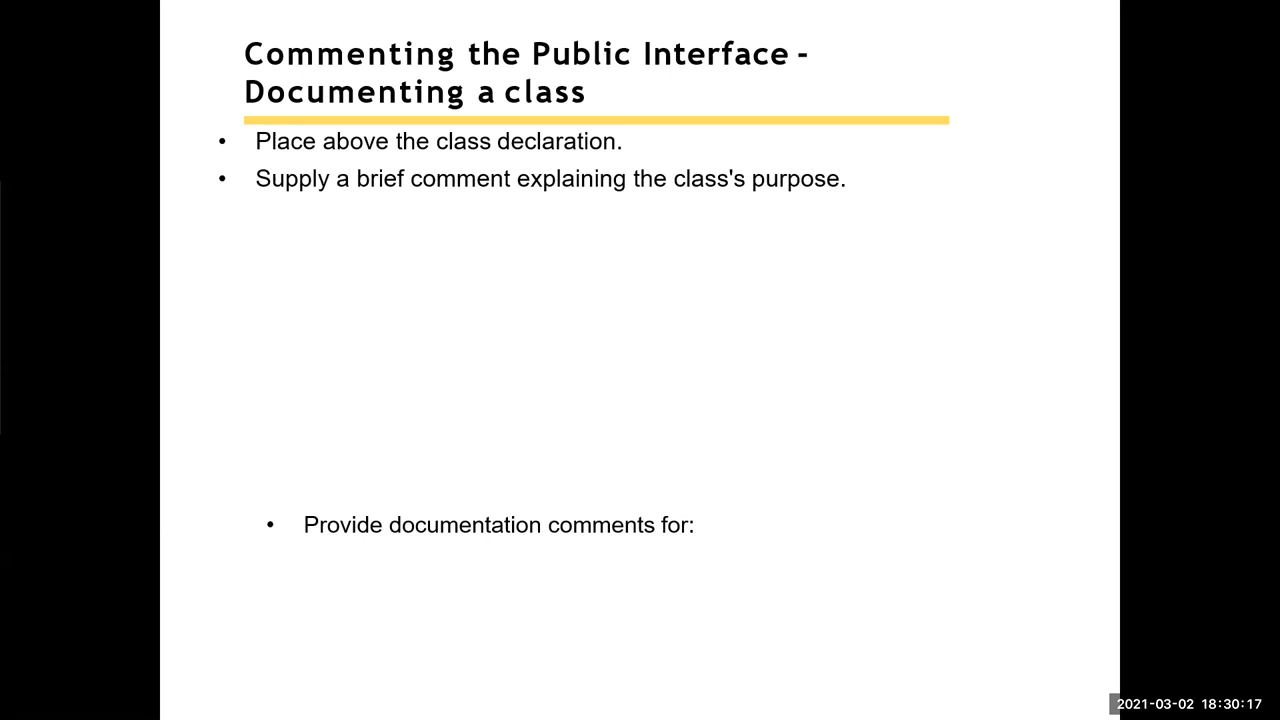 Commenting the Public Interface -
Documenting a class
• Place above the class declaration.
• Supply a brief comment explaining the class's purpose.
• Provide documentation comments for:
2021-03-02 18:30:17